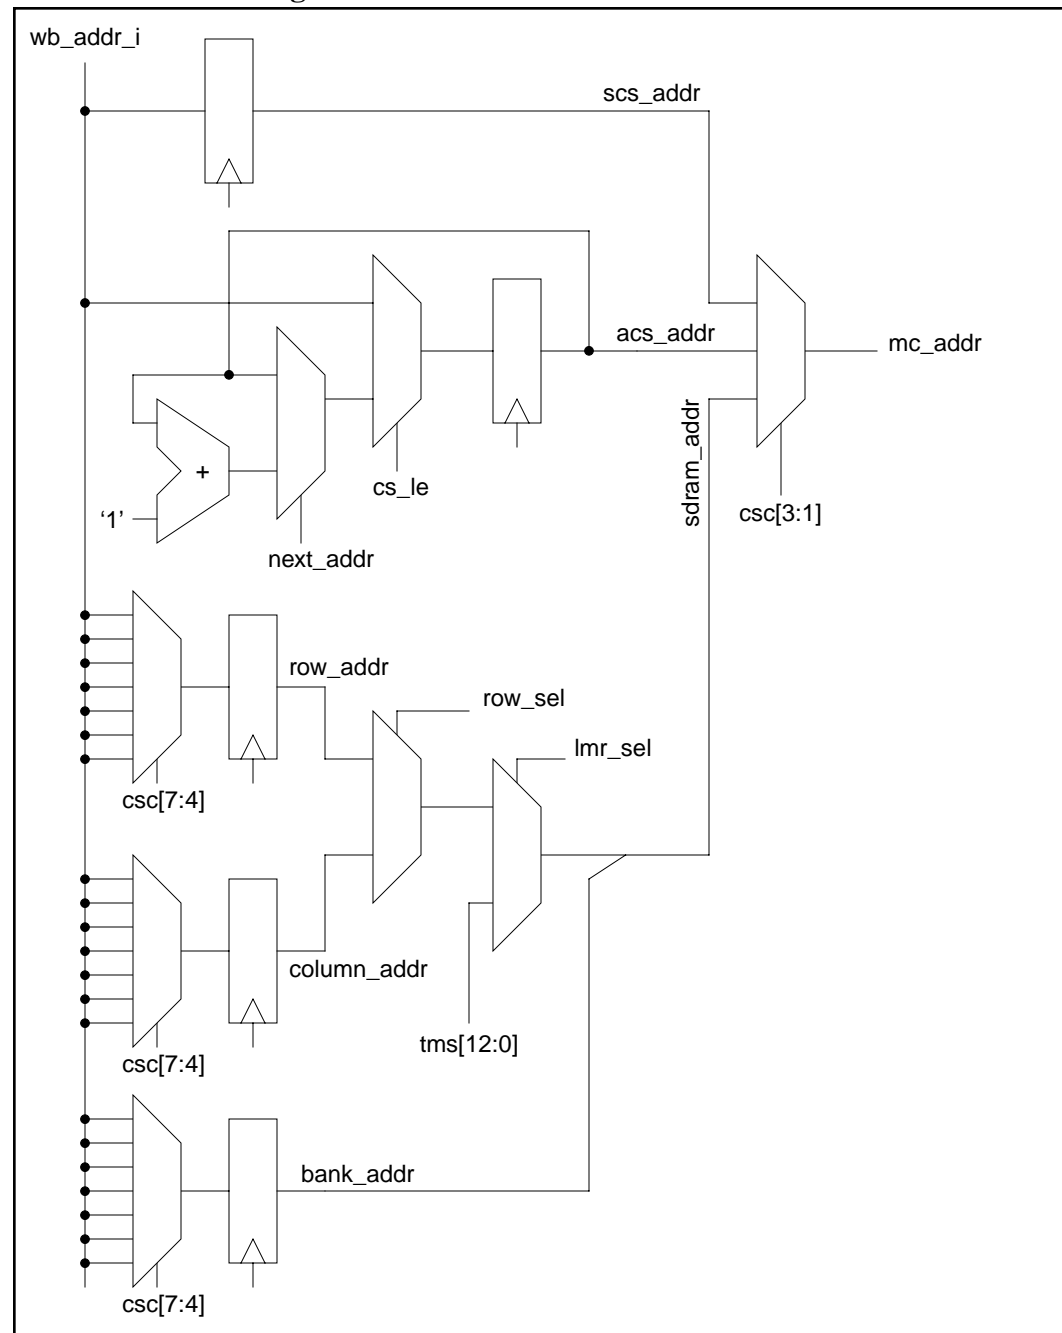 wb_addr_i
scs_addr
acs_addr
mc_addr
sdram_addr
+
cs_le
csc[3:1]
‘1’
next_addr
row_addr
row_sel
lmr_sel
csc[7:4]
column_addr
tms[12:0]
csc[7:4]
bank_addr
csc[7:4]